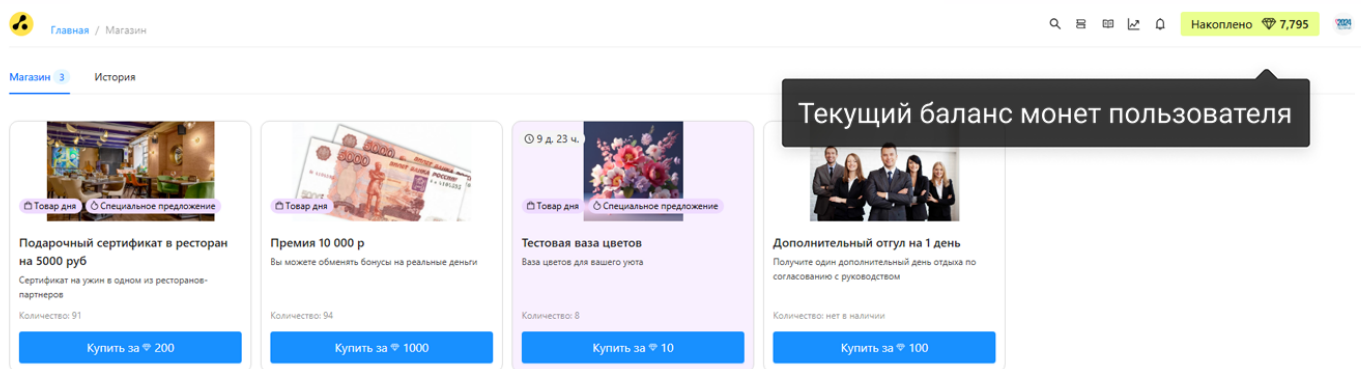 Главная / Магазин
Накоплено 7,795
Магазин 3 История
Текущий баланс монет пользователя
9 д. 23 ч.
Товар дня Специальное предложение
Товар дня
Товар дня Специальное предложение
Подарочный сертификат в ресторан
на 5000 руб
Сертификат на ужин в одном из ресторанов-
партнеров
Количество: 91
Купить за 200
Премия 10 000 р
Вы можете обменять бонусы на реальные деньги
Количество: 94
Купить за 1000
Тестовая ваза цветов
Ваза цветов для вашего уюта
Количество: 8
Купить за 10
Дополнительный отгул на 1 день
Получите один дополнительный день отдыха по
согласованию с руководством
Количество: нет в наличии
Купить за 100